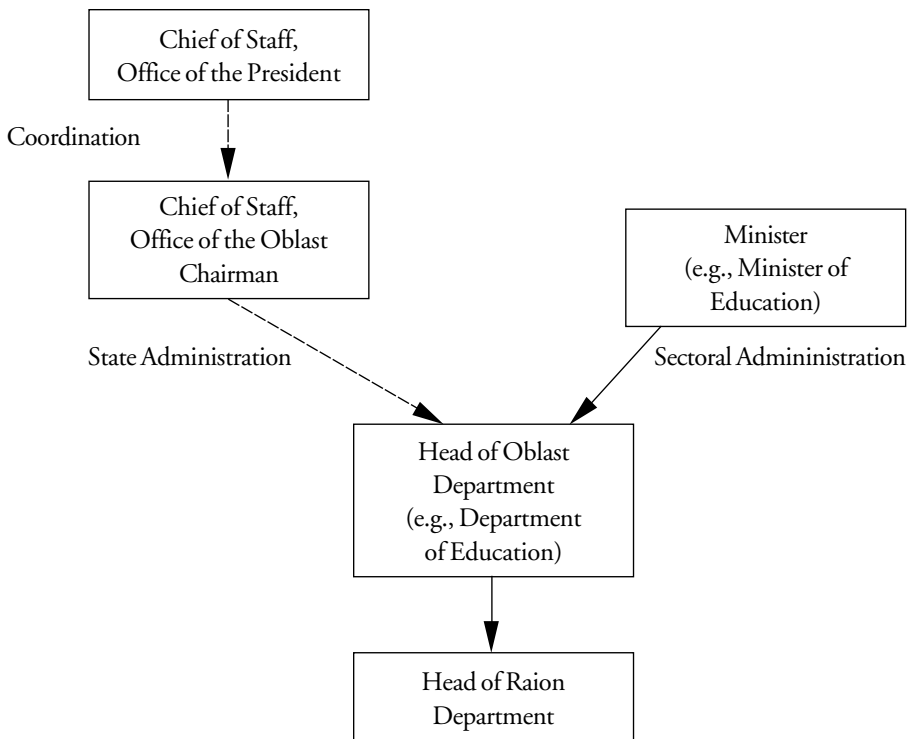 Chief of Staff,
Office of the President
Coordination
Chief of Staff,
Office of the Oblast
Chairman
Minister
(e.g., Minister of
Education)
State Administration
Sectoral Admininistration
Head of Oblast
Department
(e.g., Department
of Education)
Head of Raion
Department